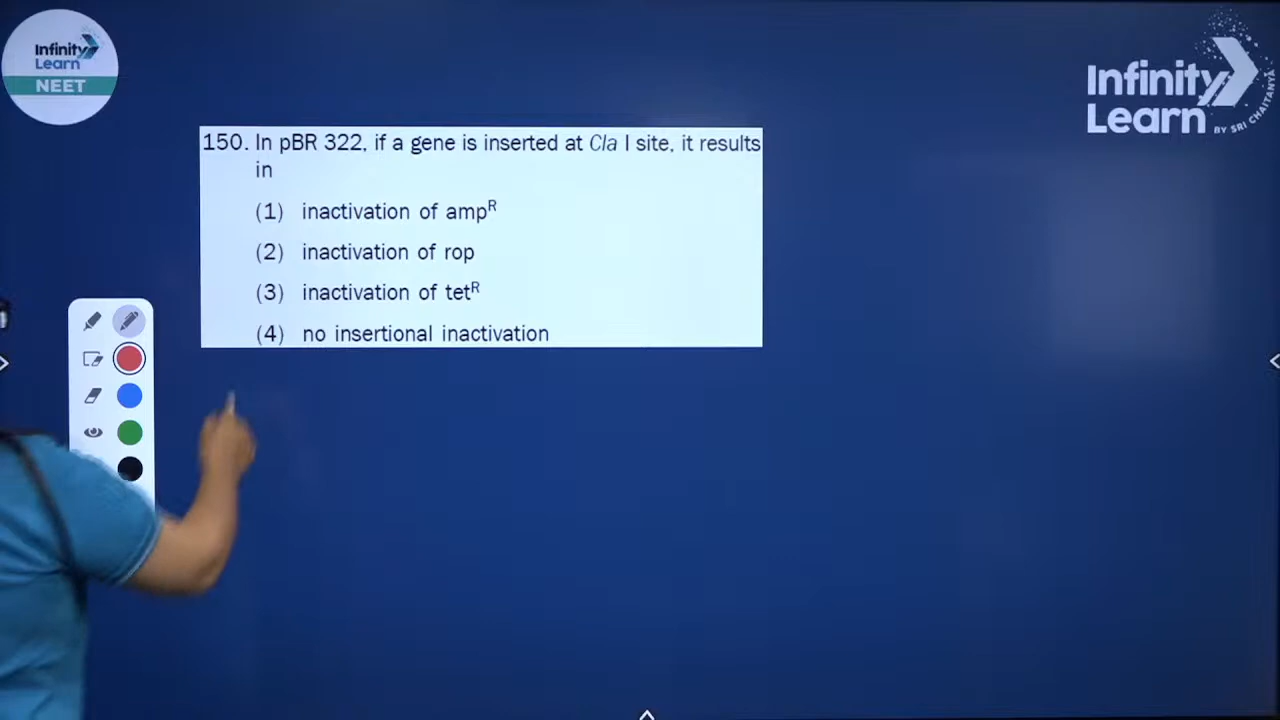 Infinity
Learn
NEET
Infinity
Learn
BY SRI CHAITANYA
150. In pBR 322, if a gene is inserted at Cla I site, it results
in
(1) inactivation of ampᴿ
(2) inactivation of rop
(3) inactivation of tetᴿ
(4) no insertional inactivation